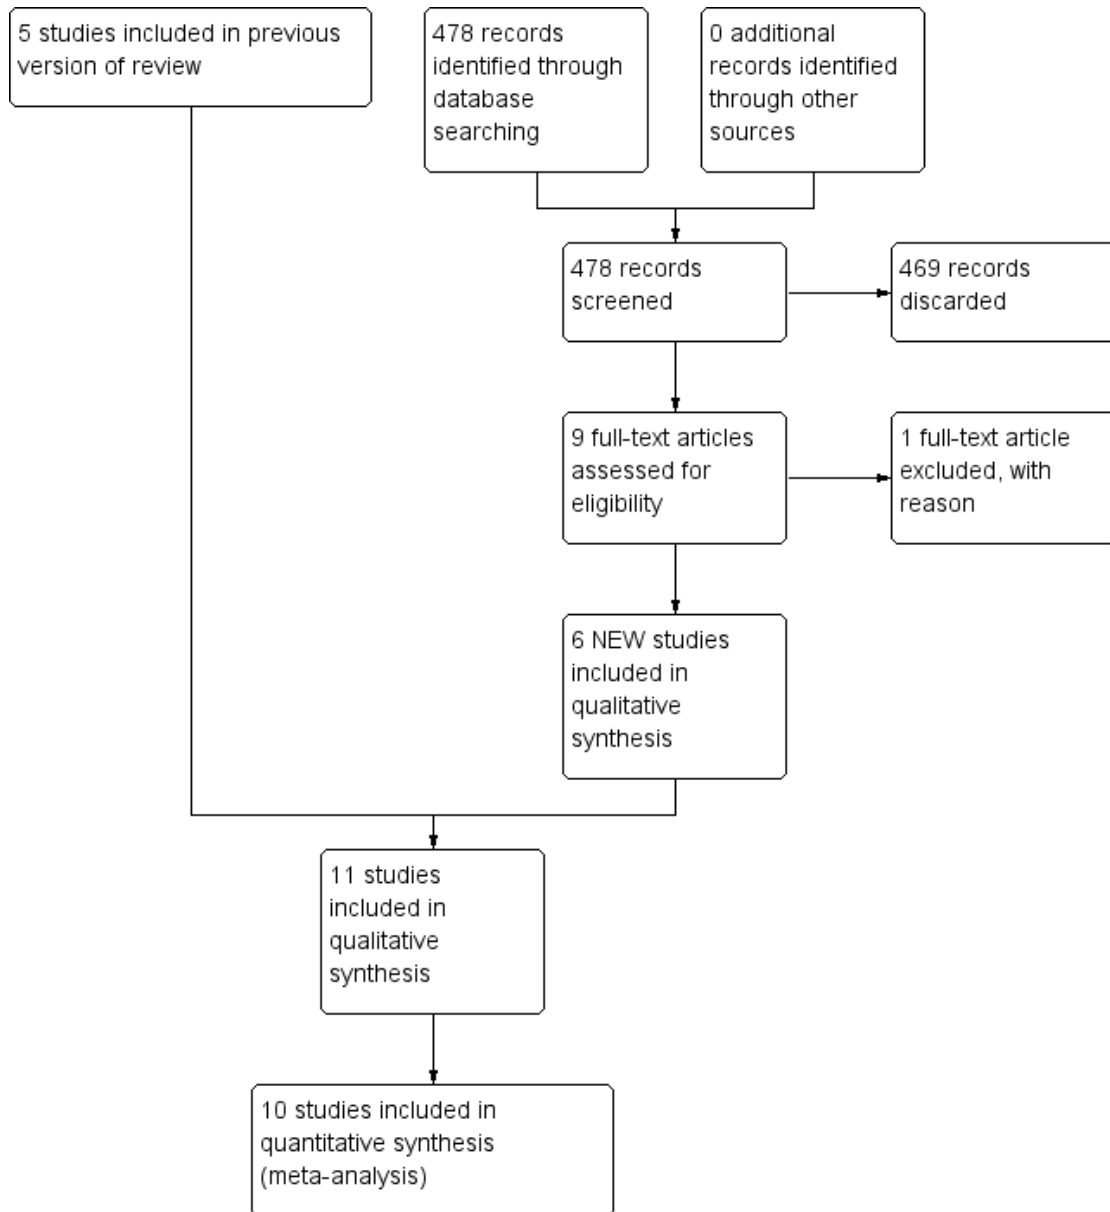 5 studies included in previous
version of review
478 records
identified through
database
searching
0 additional
records identified
through other
sources
478 records
screened
469 records
discarded
9 full-text articles
assessed for
eligibility
1 full-text article
excluded, with
reason
6 NEW studies
included in
qualitative
synthesis
11 studies
included in
qualitative
synthesis
10 studies included in
quantitative synthesis
(meta-analysis)